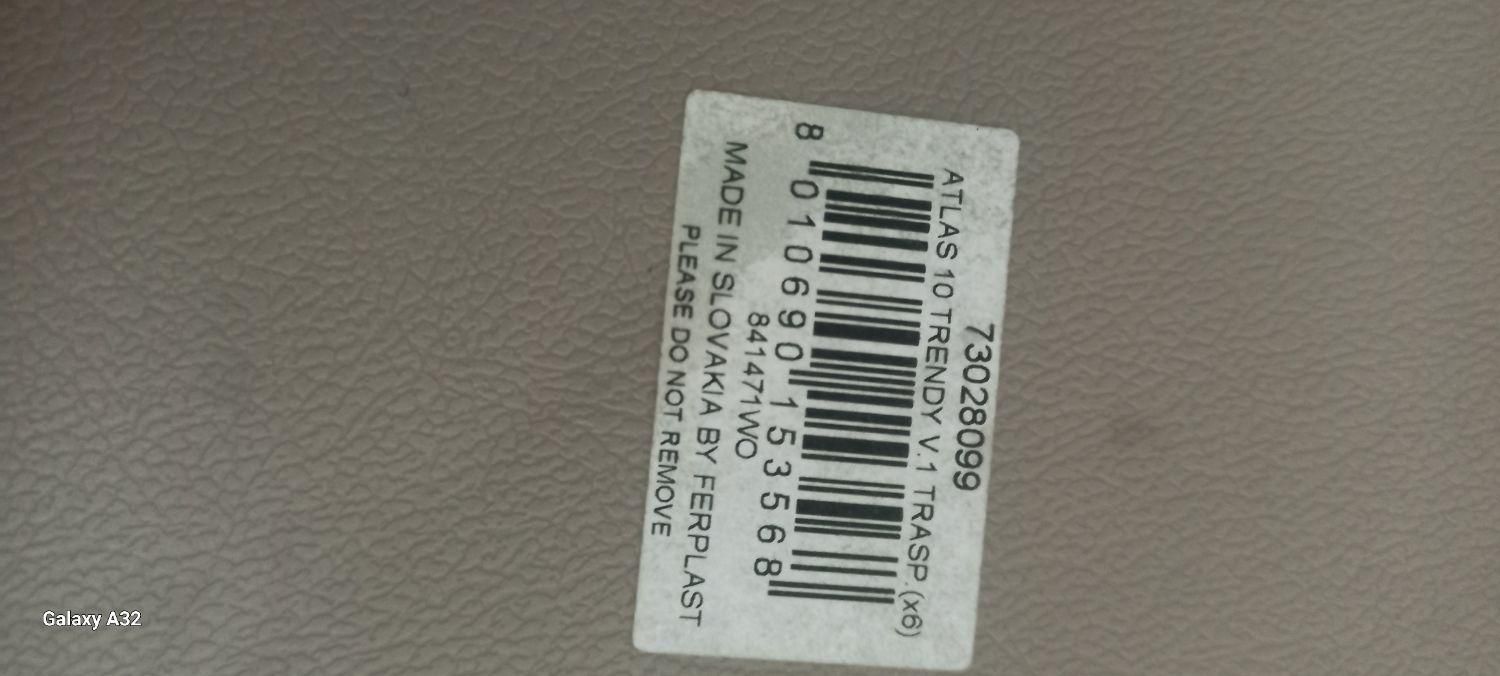 73028099
ATLAS 10 TRENDY V.1 TRASP.(x6)
8 010690 153568
841471WO
MADE IN SLOVAKIA BY FERPLAST
PLEASE DO NOT REMOVE
Galaxy A32